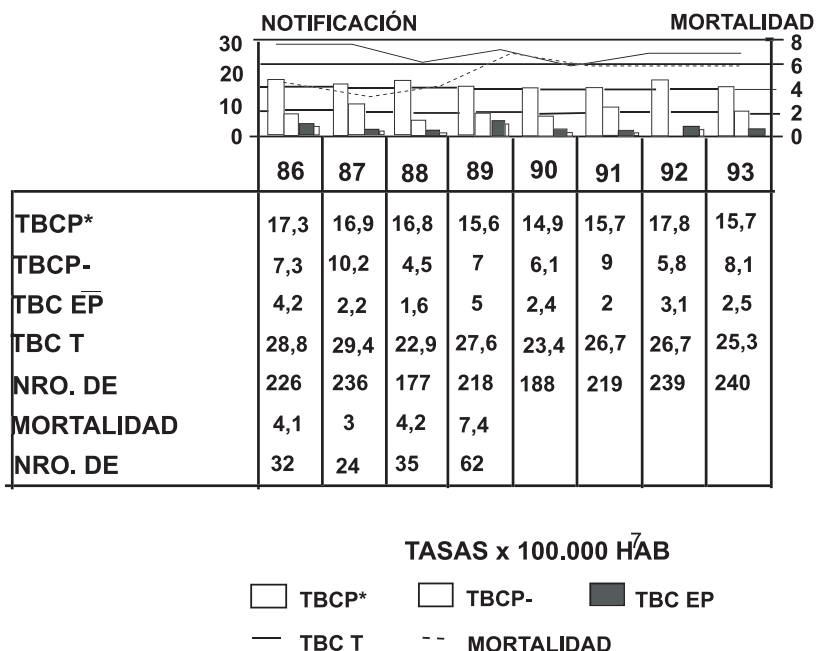 NOTIFICACIÓN MORTALIDAD
30 8
20 6
10 4
0 2
0
86 87 88 89 90 91 92 93
TBCP* 17,3 16,9 16,8 15,6 14,9 15,7 17,8 15,7
TBCP- 7,3 10,2 4,5 7 6,1 9 5,8 8,1
TBC EP 4,2 2,2 1,6 5 2,4 2 3,1 2,5
TBC T 28,8 29,4 22,9 27,6 23,4 26,7 26,7 25,3
NRO. DE 226 236 177 218 188 219 239 240
MORTALIDAD 4,1 3 4,2 7,4
NRO. DE 32 24 35 62
7
TASAS x 100.000 HAB
TBCP* TBCP- TBC EP
TBC T MORTALIDAD